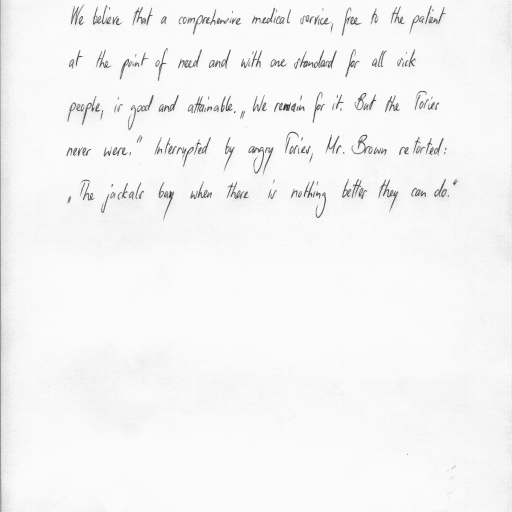 We believe that a comprehensive medical service, free to the patient
at the point of need and with one standard for all sick
people, is good and attainable. „We remain for it. But the Tories
never were." Interrupted by angry Tories, Mr. Brown retorted:
„The jackals bay when there is nothing better they can do."